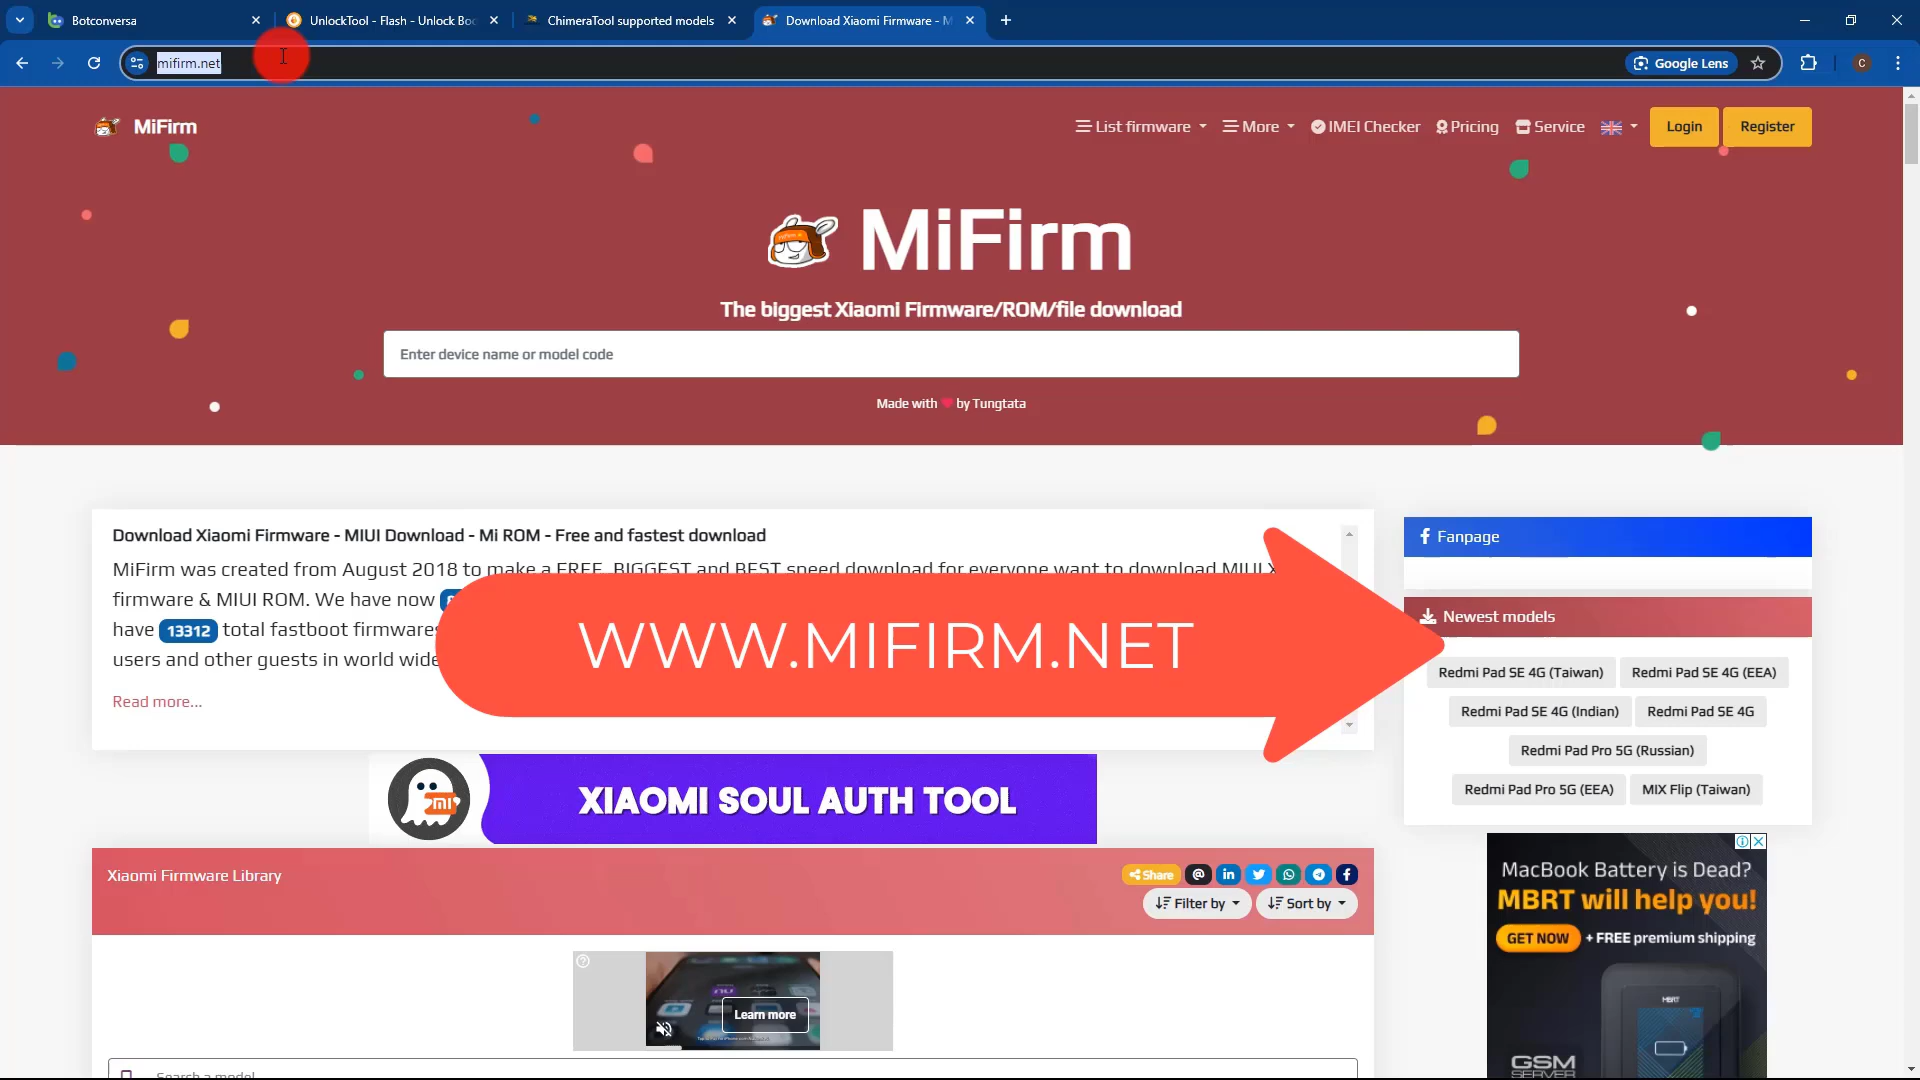 Botconversa
UnlockTool - Flash - Unlock Boo
ChimeraTool supported models
Download Xiaomi Firmware - M
mifirm.net
Google Lens
C
MiFirm
List firmware
More
IMEI Checker
Pricing
Service
Login
Register
MiFirm
The biggest Xiaomi Firmware/ROM/file download
Enter device name or model code
Made with by Tungtata
Download Xiaomi Firmware - MIUI Download - Mi ROM - Free and fastest download
MiFirm was created from August 2018 to make a FREE, BIGGEST and BEST speed download for everyone want to download MIUI X
firmware & MIUI ROM. We have now
have 13312 total fastboot firmwares
users and other guests in world wide
Read more...
WWW.MIFIRM.NET
Fanpage
Newest models
Redmi Pad SE 4G (Taiwan)
Redmi Pad SE 4G (EEA)
Redmi Pad SE 4G (Indian)
Redmi Pad SE 4G
Redmi Pad Pro 5G (Russian)
Redmi Pad Pro 5G (EEA)
MIX Flip (Taiwan)
XIAOMI SOUL AUTH TOOL
Xiaomi Firmware Library
Share
Filter by
Sort by
Learn more
Search a model
MacBook Battery is Dead?
MBRT will help you!
GET NOW + FREE premium shipping
MBRT
GSM
SERVER